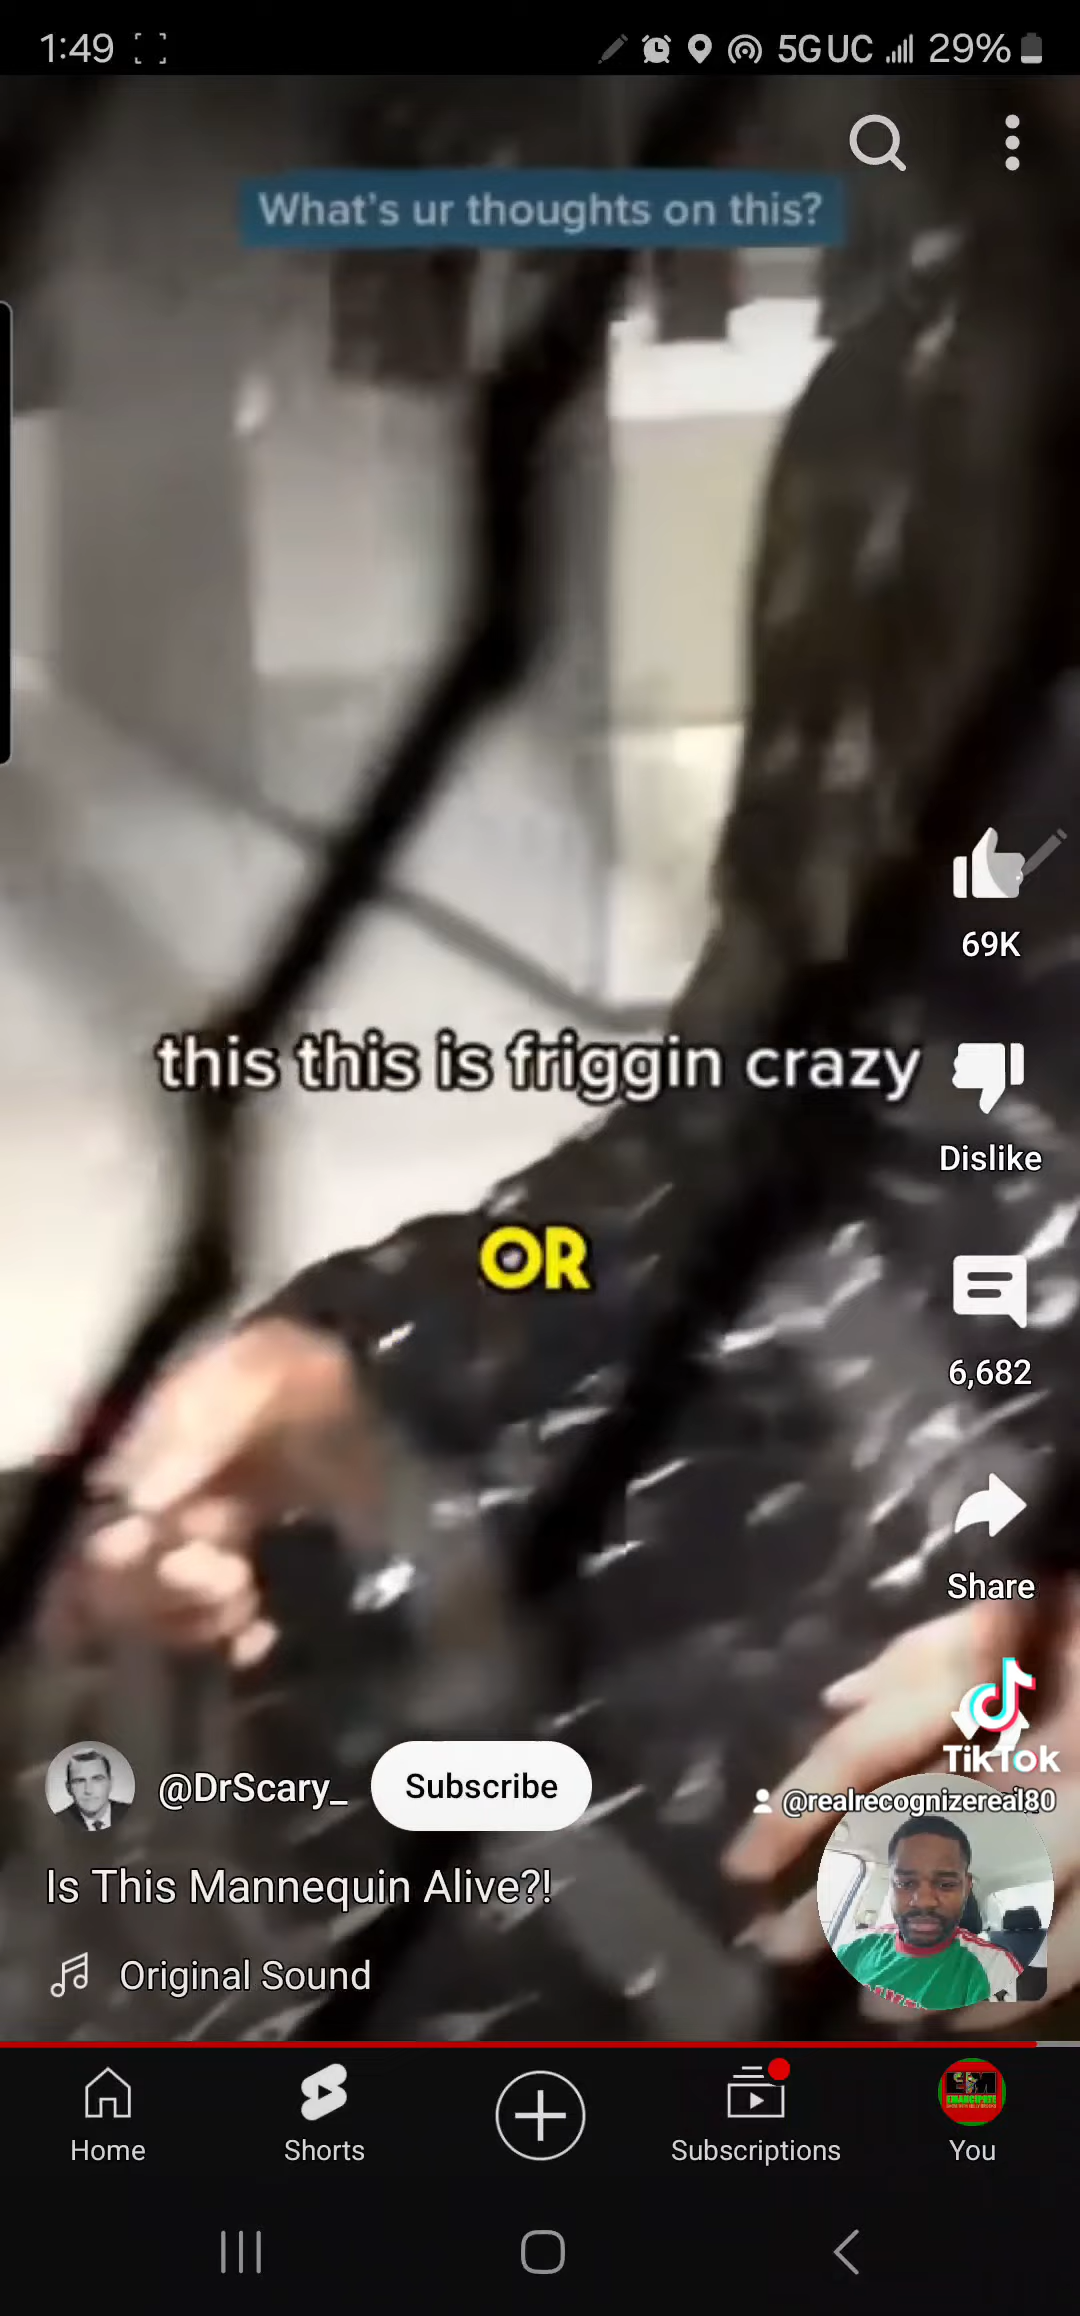 1:49
5G UC 29%
What's ur thoughts on this?
69K
this this is friggin crazy
Dislike
OR
6,682
Share
TikTok
@realrecognizereal80
@DrScary_
Subscribe
Is This Mannequin Alive?!
Original Sound
EMANCIPATE
Home
Shorts
Subscriptions
You